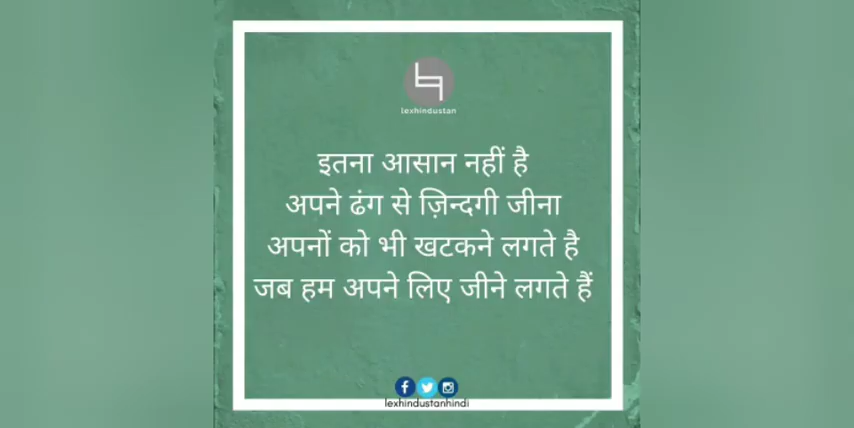 lexhindustan
इतना आसान नहीं है
अपने ढंग से ज़िन्दगी जीना
अपनों को भी खटकने लगते है
जब हम अपने लिए जीने लगते हैं
lexhindustanhindi